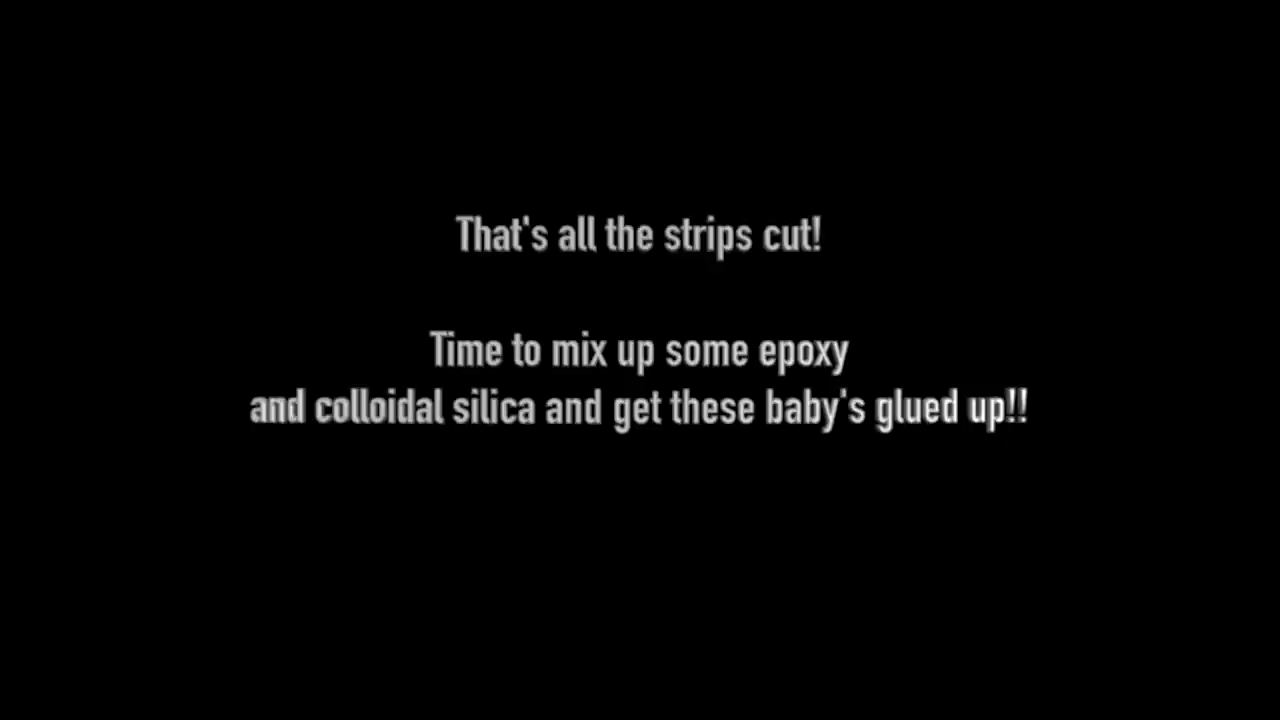 That's all the strips cut!
Time to mix up some epoxy
and colloidal silica and get these baby's glued up!!